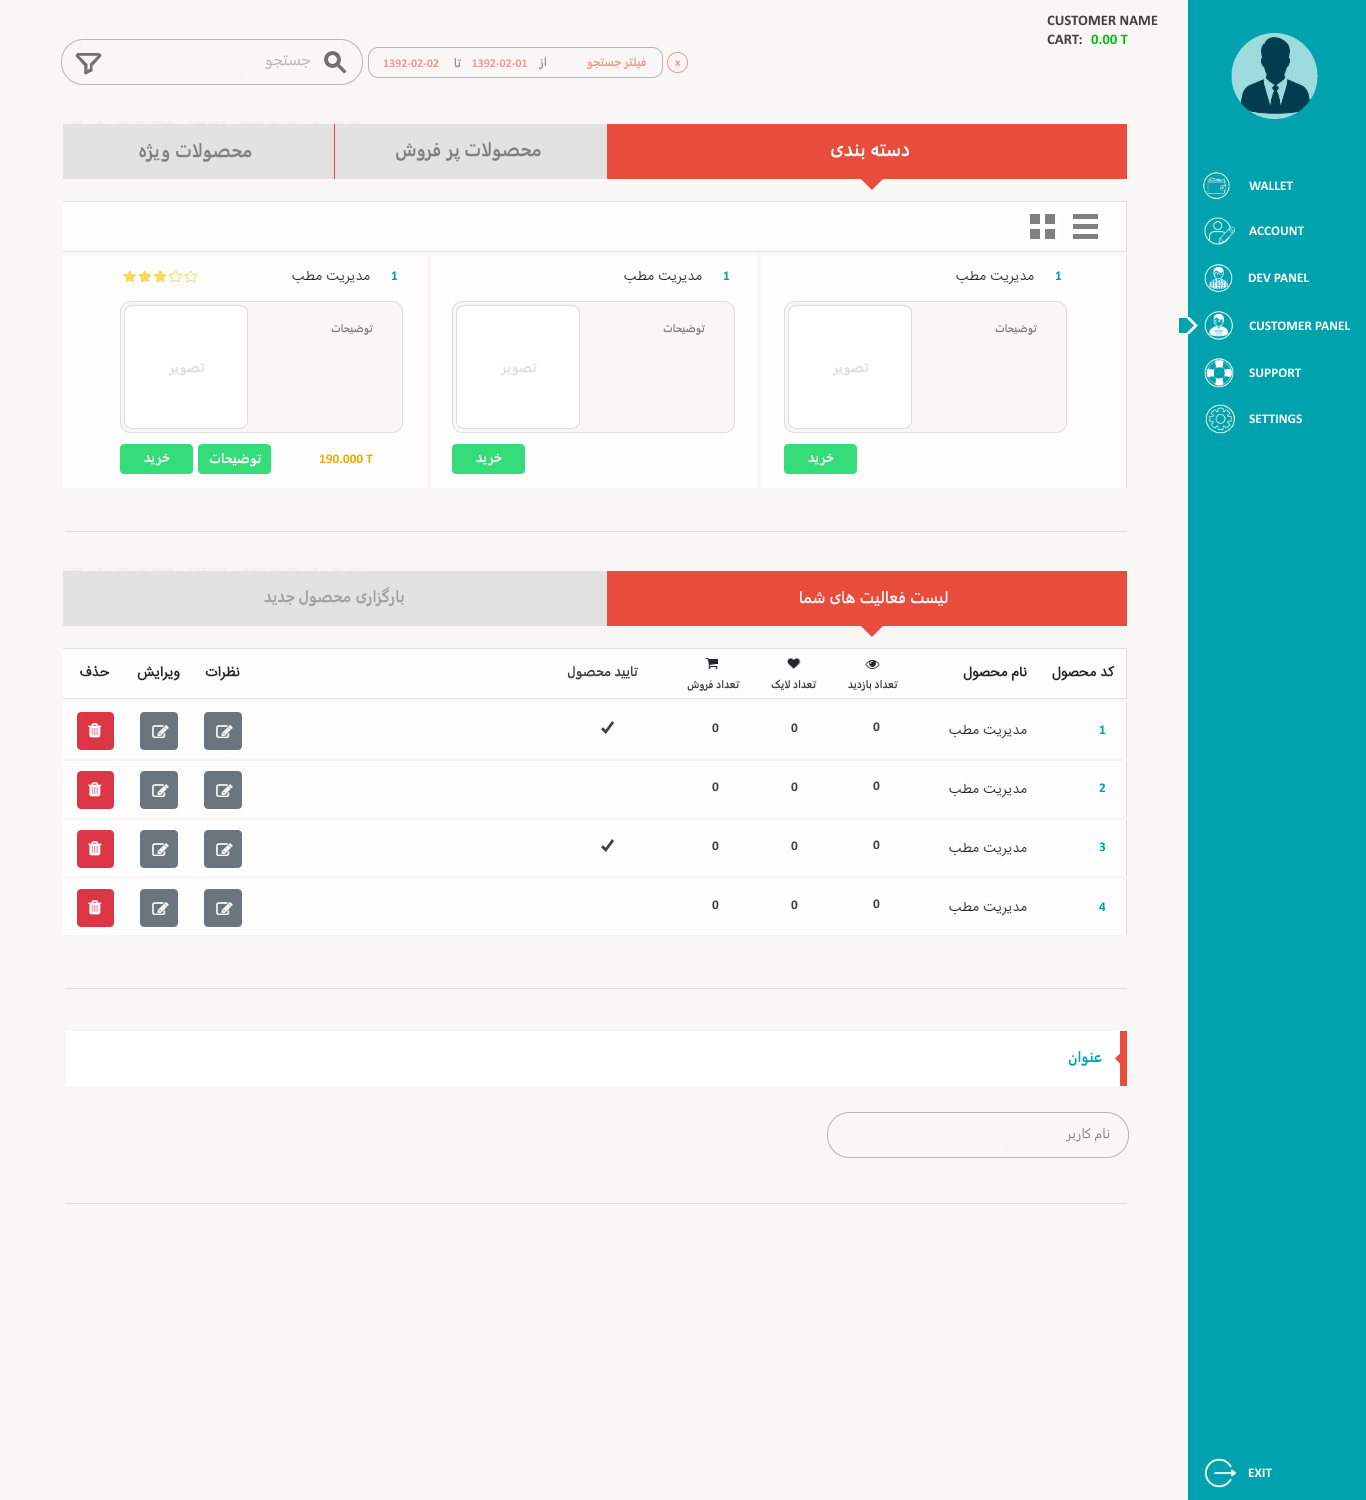 CUSTOMER NAME
CART: 0.00 T
جستجو
x فیلتر جستجو از 1392-02-01 تا 1392-02-02
دسته بندی
محصولات پر فروش
محصولات ویژه
1 مدیریت مطب
توضیحات
تصویر
خرید
1 مدیریت مطب
توضیحات
تصویر
خرید
1 مدیریت مطب
توضیحات
تصویر
190.000 T
توضیحات
خرید
لیست فعالیت های شما
بارگزاری محصول جدید
کد محصول نام محصول تعداد بازدید تعداد لایک تعداد فروش تایید محصول نظرات ویرایش حذف
1 مدیریت مطب 0 0 0
2 مدیریت مطب 0 0 0
3 مدیریت مطب 0 0 0
4 مدیریت مطب 0 0 0
عنوان
نام کاربر
WALLET
ACCOUNT
DEV PANEL
CUSTOMER PANEL
SUPPORT
SETTINGS
EXIT